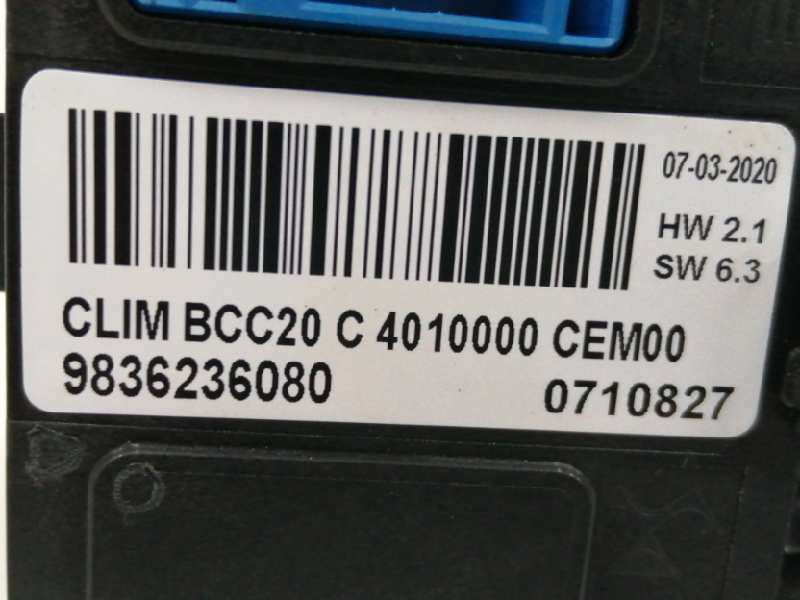 07-03-2020
HW 2.1
SW 6.3
CLIM BCC20 C 4010000 CEM00
9836236080 0710827